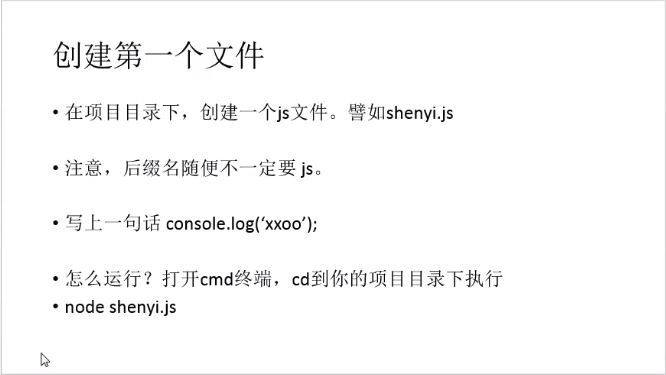 创建第一个文件
• 在项目目录下，创建一个js文件。譬如shenyi.js
• 注意，后缀名随便不一定要 js。
• 写上一句话 console.log(‘xxoo’);
• 怎么运行？打开cmd终端，cd到你的项目目录下执行
• node shenyi.js